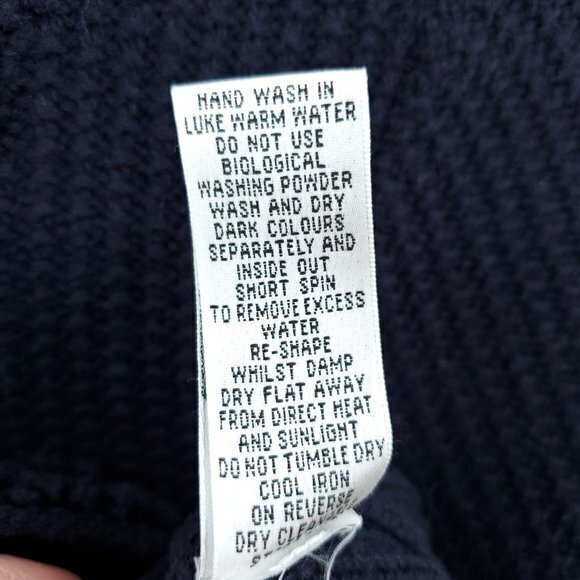 HAND WASH IN
LUKE WARM WATER
DO NOT USE
BIOLOGICAL
WASHING POWDER
WASH AND DRY
DARK COLOURS
SEPARATELY AND
INSIDE OUT
SHORT SPIN
TO REMOVE EXCESS
WATER
RE-SHAPE
WHILST DAMP
DRY FLAT AWAY
FROM DIRECT HEAT
AND SUNLIGHT
DO NOT TUMBLE DRY
COOL IRON
ON REVERSE
DRY